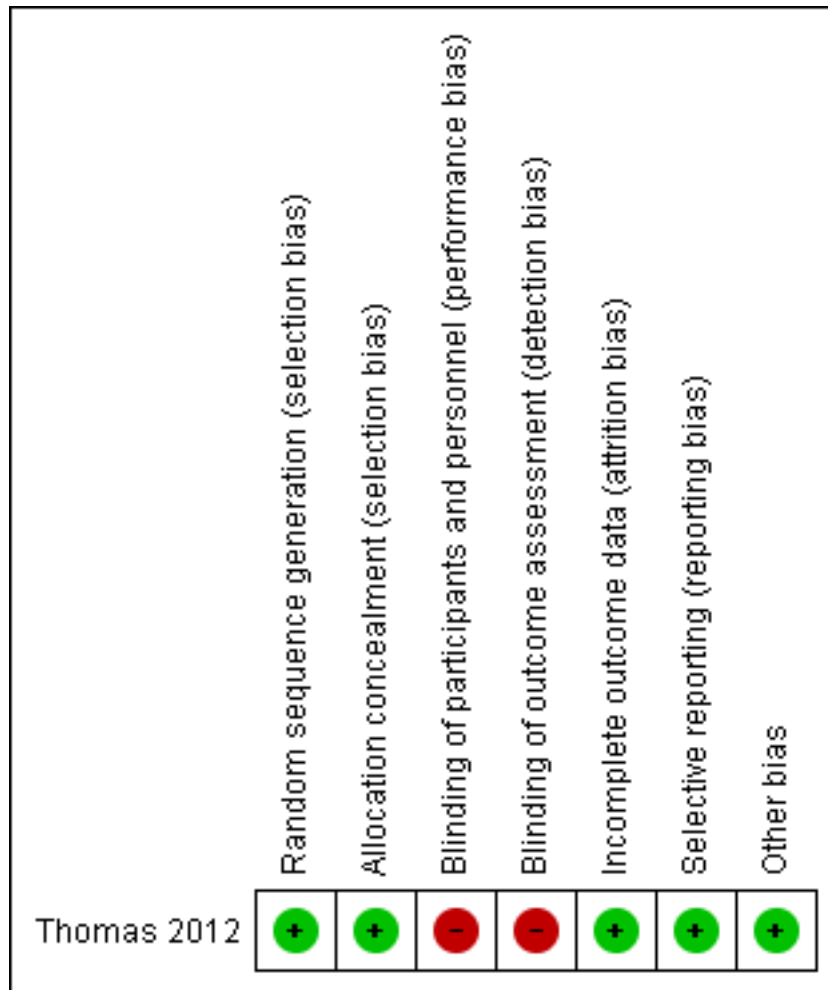 Random sequence generation (selection bias)
Allocation concealment (selection bias)
Blinding of participants and personnel (performance bias)
Blinding of outcome assessment (detection bias)
Incomplete outcome data (attrition bias)
Selective reporting (reporting bias)
Other bias
Thomas 2012 + + - - + + +